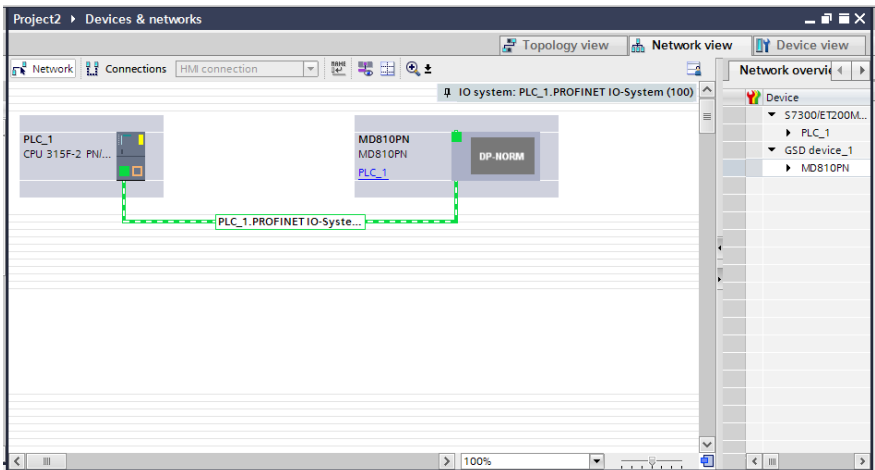 Project2 ▸ Devices & networks
Topology view
Network view
Device view
Network
Connections
HMI connection
Network overvi
IO system: PLC_1.PROFINET IO-System (100)
Device
S7300/ET200M...
PLC_1
GSD device_1
MD810PN
PLC_1
CPU 315F-2 PN/...
MD810PN
MD810PN
PLC_1
DP-NORM
PLC_1.PROFINET IO-Syste...
100%